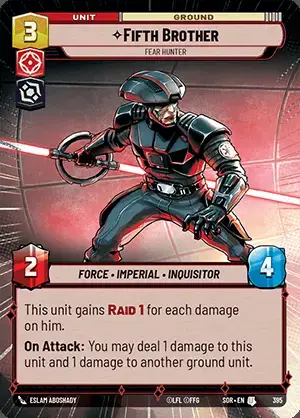 3
UNIT
GROUND
✧FIFTH BROTHER
FEAR HUNTER
2
4
FORCE • IMPERIAL • INQUISITOR
This unit gains RAID 1 for each damage
on him.
On Attack: You may deal 1 damage to this
unit and 1 damage to another ground unit.
ESLAM ABOSHADY
©LFL ©FFG
SOR • EN
395